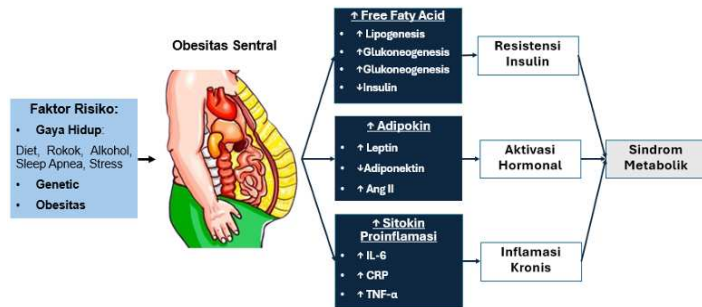 Faktor Risiko:
• Gaya Hidup:
Diet, Rokok, Alkohol,
Sleep Apnea, Stress
• Genetic
• Obesitas
Obesitas Sentral
↑ Free Faty Acid
• ↑ Lipogenesis
• ↑Glukoneogenesis
• ↑Glukoneogenesis
• ↓Insulin
↑ Adipokin
• ↑ Leptin
• ↓Adiponektin
• ↑ Ang II
↑ Sitokin
Proinflamasi
• ↑ IL-6
• ↑ CRP
• ↑ TNF-α
Resistensi
Insulin
Aktivasi
Hormonal
Inflamasi
Kronis
Sindrom
Metabolik